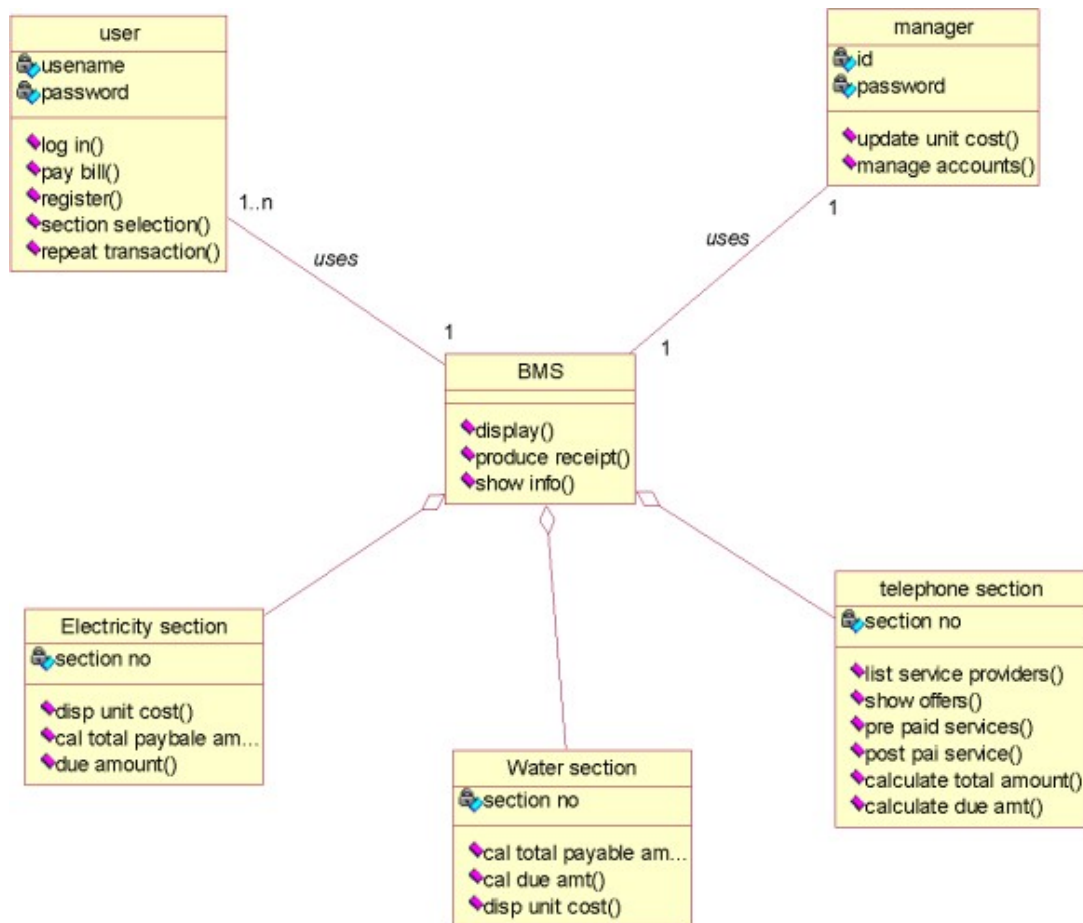 user
usename
password
log in()
pay bill()
register()
section selection()
repeat transaction()
manager
id
password
update unit cost()
manage accounts()
1..n
uses
1
1
uses
1
BMS
display()
produce receipt()
show info()
Electricity section
section no
disp unit cost()
cal total paybale am...
due amount()
Water section
section no
cal total payable am...
cal due amt()
disp unit cost()
telephone section
section no
list service providers()
show offers()
pre paid services()
post pai service()
calculate total amount()
calculate due amt()